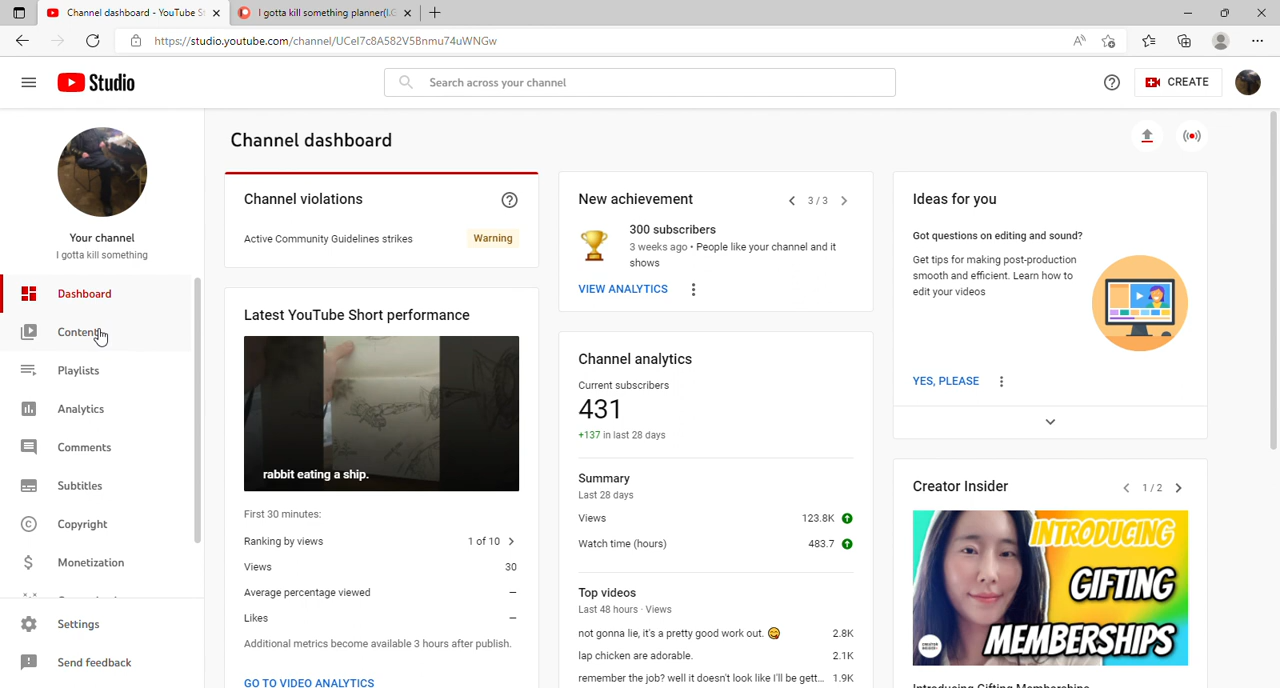 Channel dashboard - YouTube S
I gotta kill something planner(I.G
https://studio.youtube.com/channel/UCeI7c8A582V5Bnmu74uWNGw
Studio
Search across your channel
CREATE
Your channel
I gotta kill something
Dashboard
Content
Playlists
Analytics
Comments
Subtitles
Copyright
Monetization
Settings
Send feedback
Channel dashboard
Channel violations
Active Community Guidelines strikes
Warning
Latest YouTube Short performance
rabbit eating a ship.
First 30 minutes:
Ranking by views 1 of 10
Views 30
Average percentage viewed –
Likes –
Additional metrics become available 3 hours after publish.
GO TO VIDEO ANALYTICS
New achievement
3 / 3
300 subscribers
3 weeks ago • People like your channel and it
shows
VIEW ANALYTICS
Channel analytics
Current subscribers
431
+137 in last 28 days
Summary
Last 28 days
Views 123.8K
Watch time (hours) 483.7
Top videos
Last 48 hours · Views
not gonna lie, it's a pretty good work out. 😋 2.8K
lap chicken are adorable. 2.1K
remember the job? well it doesn't look like I'll be gett... 1.9K
Ideas for you
Got questions on editing and sound?
Get tips for making post-production
smooth and efficient. Learn how to
edit your videos
YES, PLEASE
Creator Insider
1 / 2
INTRODUCING
GIFTING
MEMBERSHIPS
Introducing Gifting Memberships